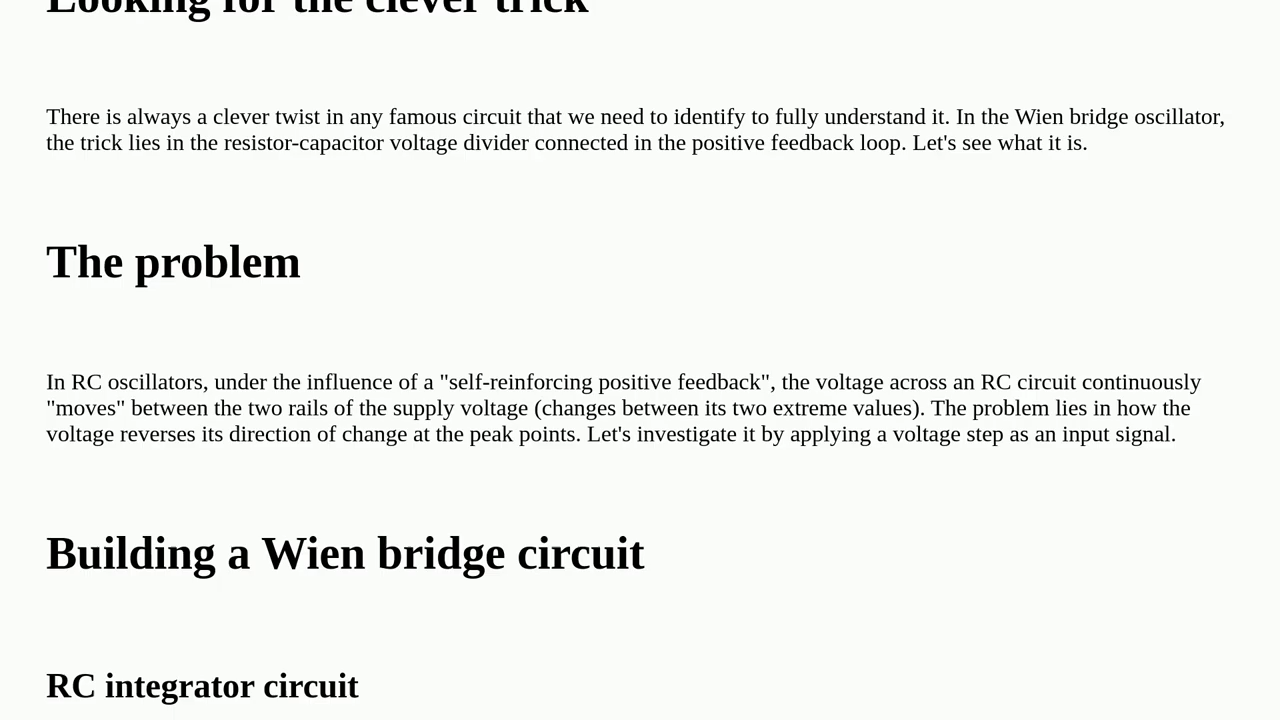 Looking for the clever trick
There is always a clever twist in any famous circuit that we need to identify to fully understand it. In the Wien bridge oscillator,
the trick lies in the resistor-capacitor voltage divider connected in the positive feedback loop. Let's see what it is.
The problem
In RC oscillators, under the influence of a "self-reinforcing positive feedback", the voltage across an RC circuit continuously
"moves" between the two rails of the supply voltage (changes between its two extreme values). The problem lies in how the
voltage reverses its direction of change at the peak points. Let's investigate it by applying a voltage step as an input signal.
Building a Wien bridge circuit
RC integrator circuit